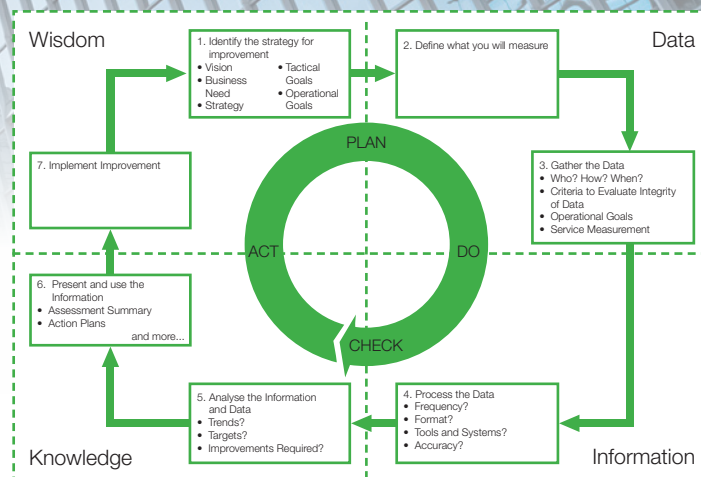 Wisdom
Data
1. Identify the strategy for
improvement
• Vision
• Business
Need
• Strategy
• Tactical
Goals
• Operational
Goals
2. Define what you will measure
3. Gather the Data
• Who? How? When?
• Criteria to Evaluate Integrity
of Data
• Operational Goals
• Service Measurement
7. Implement Improvement
PLAN
ACT
DO
CHECK
6. Present and use the
Information
• Assessment Summary
• Action Plans
and more...
5. Analyse the Information
and Data
• Trends?
• Targets?
• Improvements Required?
4. Process the Data
• Frequency?
• Format?
• Tools and Systems?
• Accuracy?
Knowledge
Information